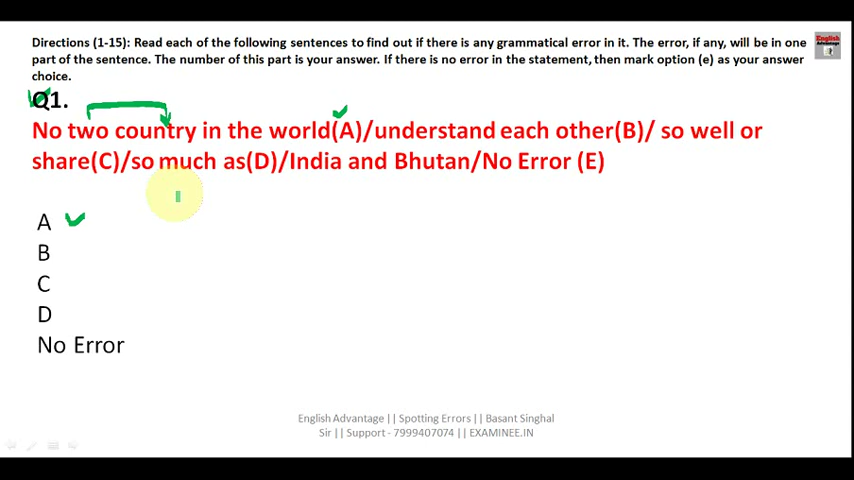 Directions (1-15): Read each of the following sentences to find out if there is any grammatical error in it. The error, if any, will be in one
part of the sentence. The number of this part is your answer. If there is no error in the statement, then mark option (e) as your answer
choice.
Q1.
No two country in the world(A)/understand each other(B)/ so well or
share(C)/so much as(D)/India and Bhutan/No Error (E)
A
B
C
D
No Error
English Advantage || Spotting Errors || Basant Singhal
Sir || Support - 7999407074 || EXAMINEE.IN
English
Advantage